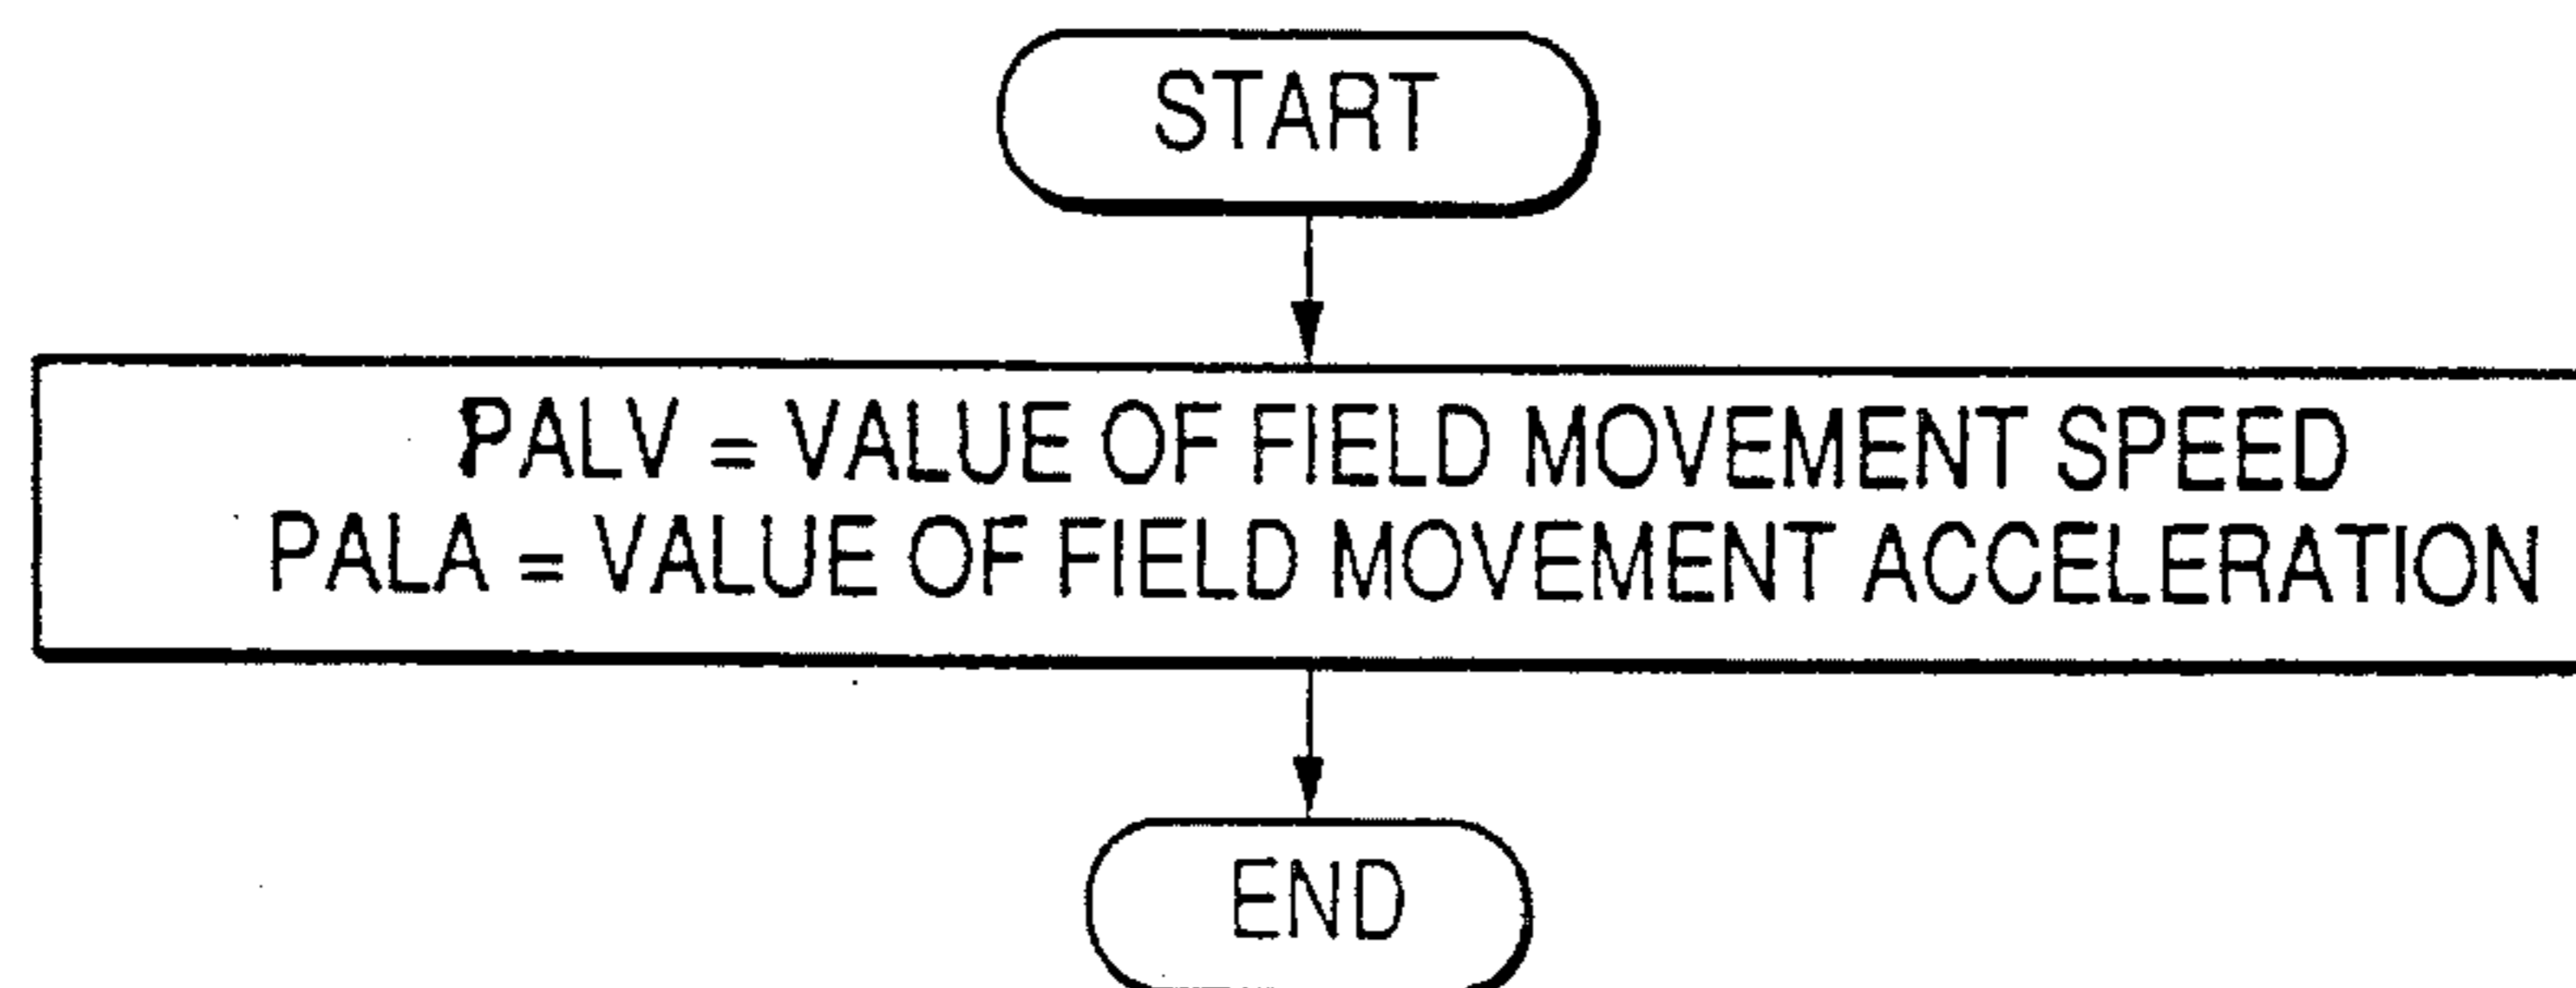 START
PALV = VALUE OF FIELD MOVEMENT SPEED
PALA = VALUE OF FIELD MOVEMENT ACCELERATION
END